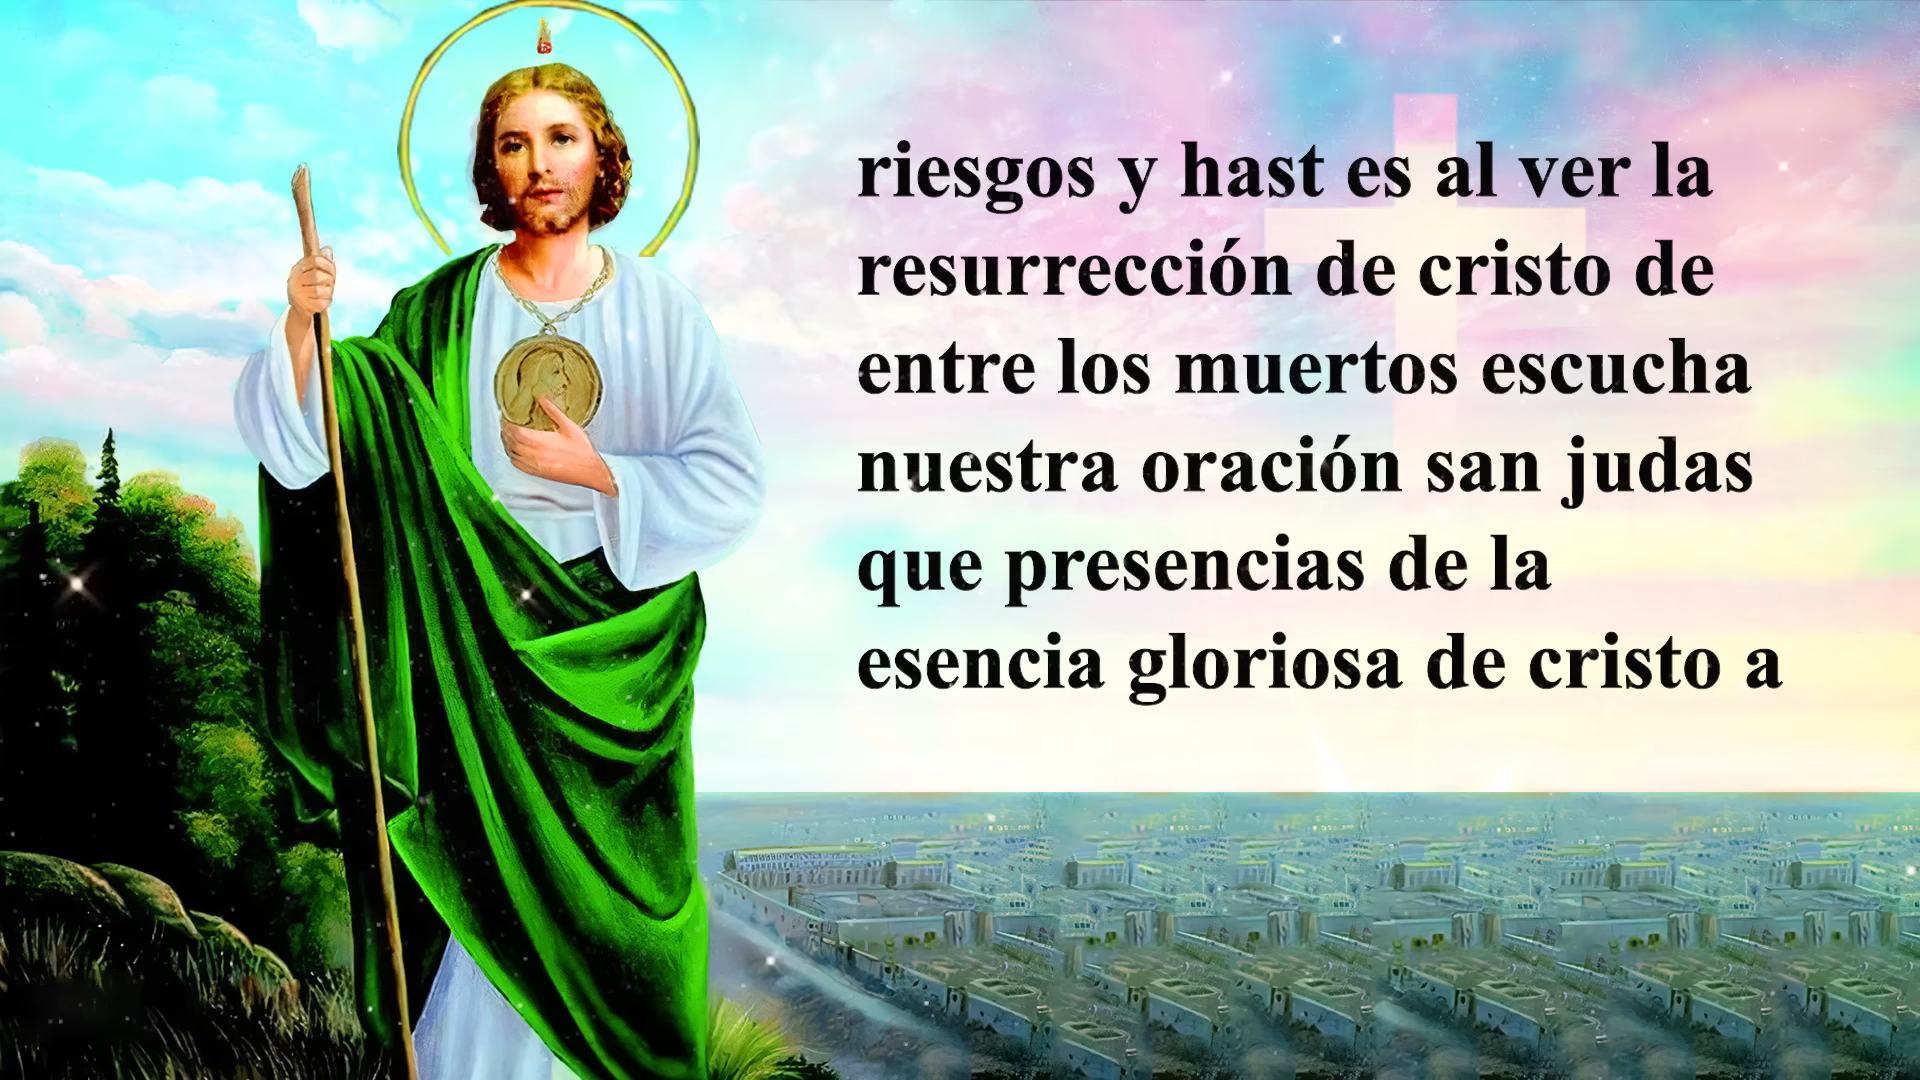 riesgos y hast es al ver la
resurrección de cristo de
entre los muertos escucha
nuestra oración san judas
que presencias de la
esencia gloriosa de cristo a